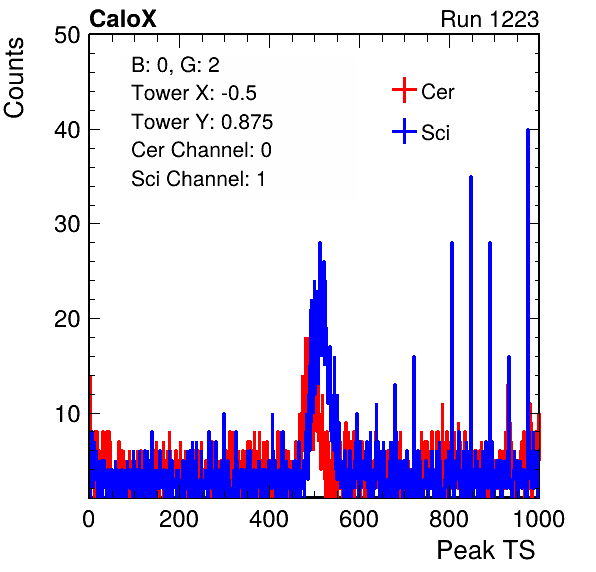 CaloX Run 1223
Counts
50
40
30
20
10
B: 0, G: 2
Tower X: -0.5
Tower Y: 0.875
Cer Channel: 0
Sci Channel: 1
Cer
Sci
0 200 400 600 800 1000
Peak TS